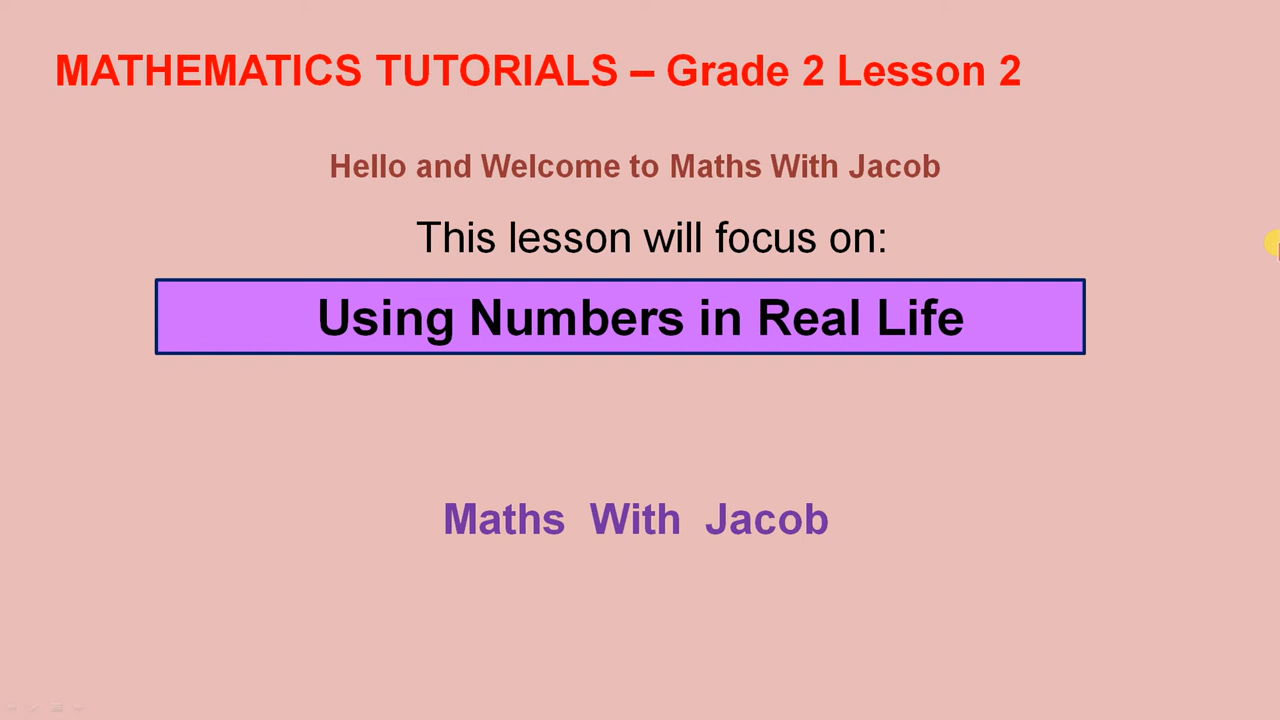 MATHEMATICS TUTORIALS – Grade 2 Lesson 2
Hello and Welcome to Maths With Jacob
This lesson will focus on:
Using Numbers in Real Life
Maths With Jacob